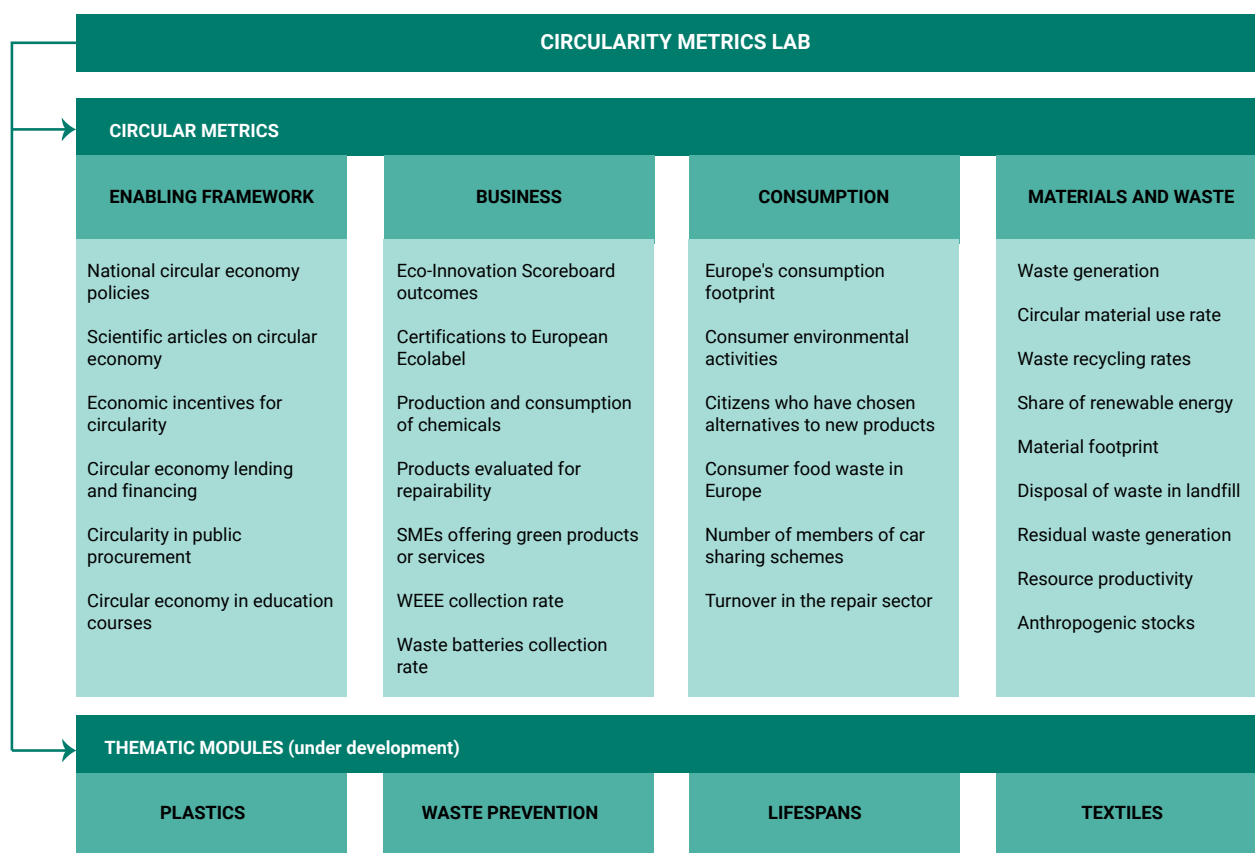 CIRCULARITY METRICS LAB
CIRCULAR METRICS
ENABLING FRAMEWORK
National circular economy
policies
Scientific articles on circular
economy
Economic incentives for
circularity
Circular economy lending
and financing
Circularity in public
procurement
Circular economy in education
courses
BUSINESS
Eco-Innovation Scoreboard
outcomes
Certifications to European
Ecolabel
Production and consumption
of chemicals
Products evaluated for
repairability
SMEs offering green products
or services
WEEE collection rate
Waste batteries collection
rate
CONSUMPTION
Europe's consumption
footprint
Consumer environmental
activities
Citizens who have chosen
alternatives to new products
Consumer food waste in
Europe
Number of members of car
sharing schemes
Turnover in the repair sector
MATERIALS AND WASTE
Waste generation
Circular material use rate
Waste recycling rates
Share of renewable energy
Material footprint
Disposal of waste in landfill
Residual waste generation
Resource productivity
Anthropogenic stocks
THEMATIC MODULES (under development)
PLASTICS
WASTE PREVENTION
LIFESPANS
TEXTILES